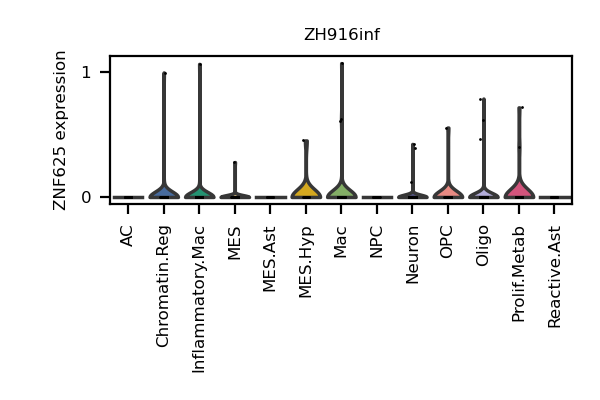 ZH916inf
ZNF625 expression
1
0
AC
Chromatin.Reg
Inflammatory.Mac
MES
MES.Ast
MES.Hyp
Mac
NPC
Neuron
OPC
Oligo
Prolif.Metab
Reactive.Ast